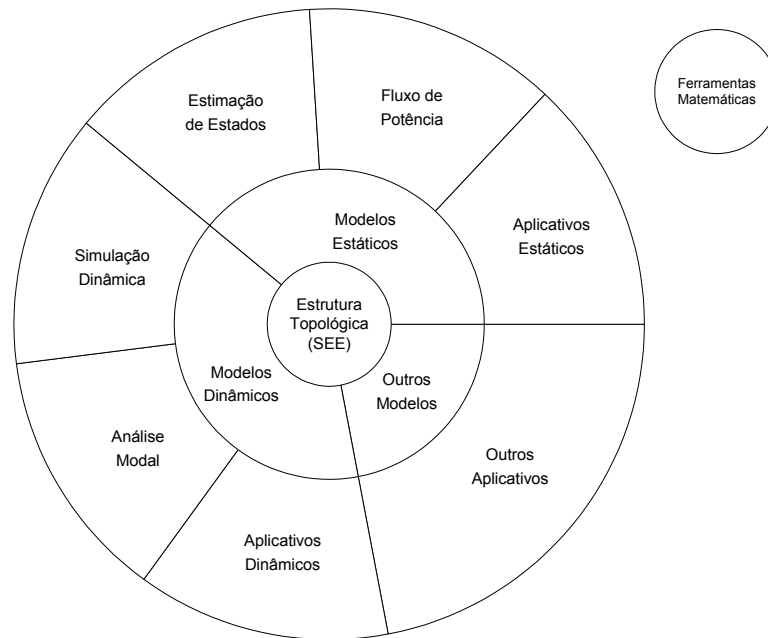 Estimação
de Estados
Fluxo de
Potência
Ferramentas
Matemáticas
Simulação
Dinâmica
Modelos
Estáticos
Aplicativos
Estáticos
Estrutura
Topológica
(SEE)
Modelos
Dinâmicos
Outros
Modelos
Análise
Modal
Outros
Aplicativos
Aplicativos
Dinâmicos